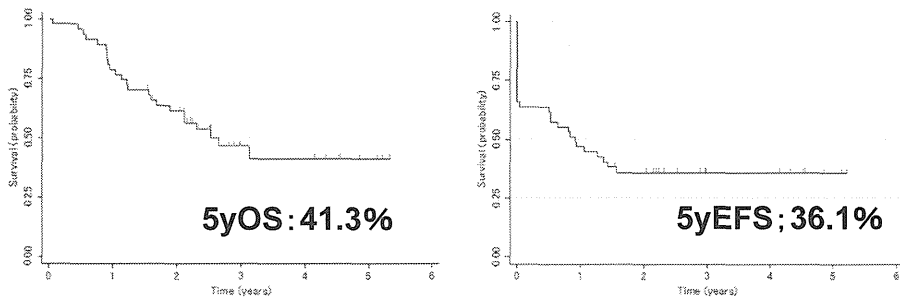 1.00
0.75
0.50
0.25
0.00
Survival (probability)
5yOS：41.3%
0 1 2 3 4 5 6
Time (years)
1.00
0.75
0.50
0.25
0.00
Survival (probability)
5yEFS；36.1%
0 1 2 3 4 5 6
Time (years)